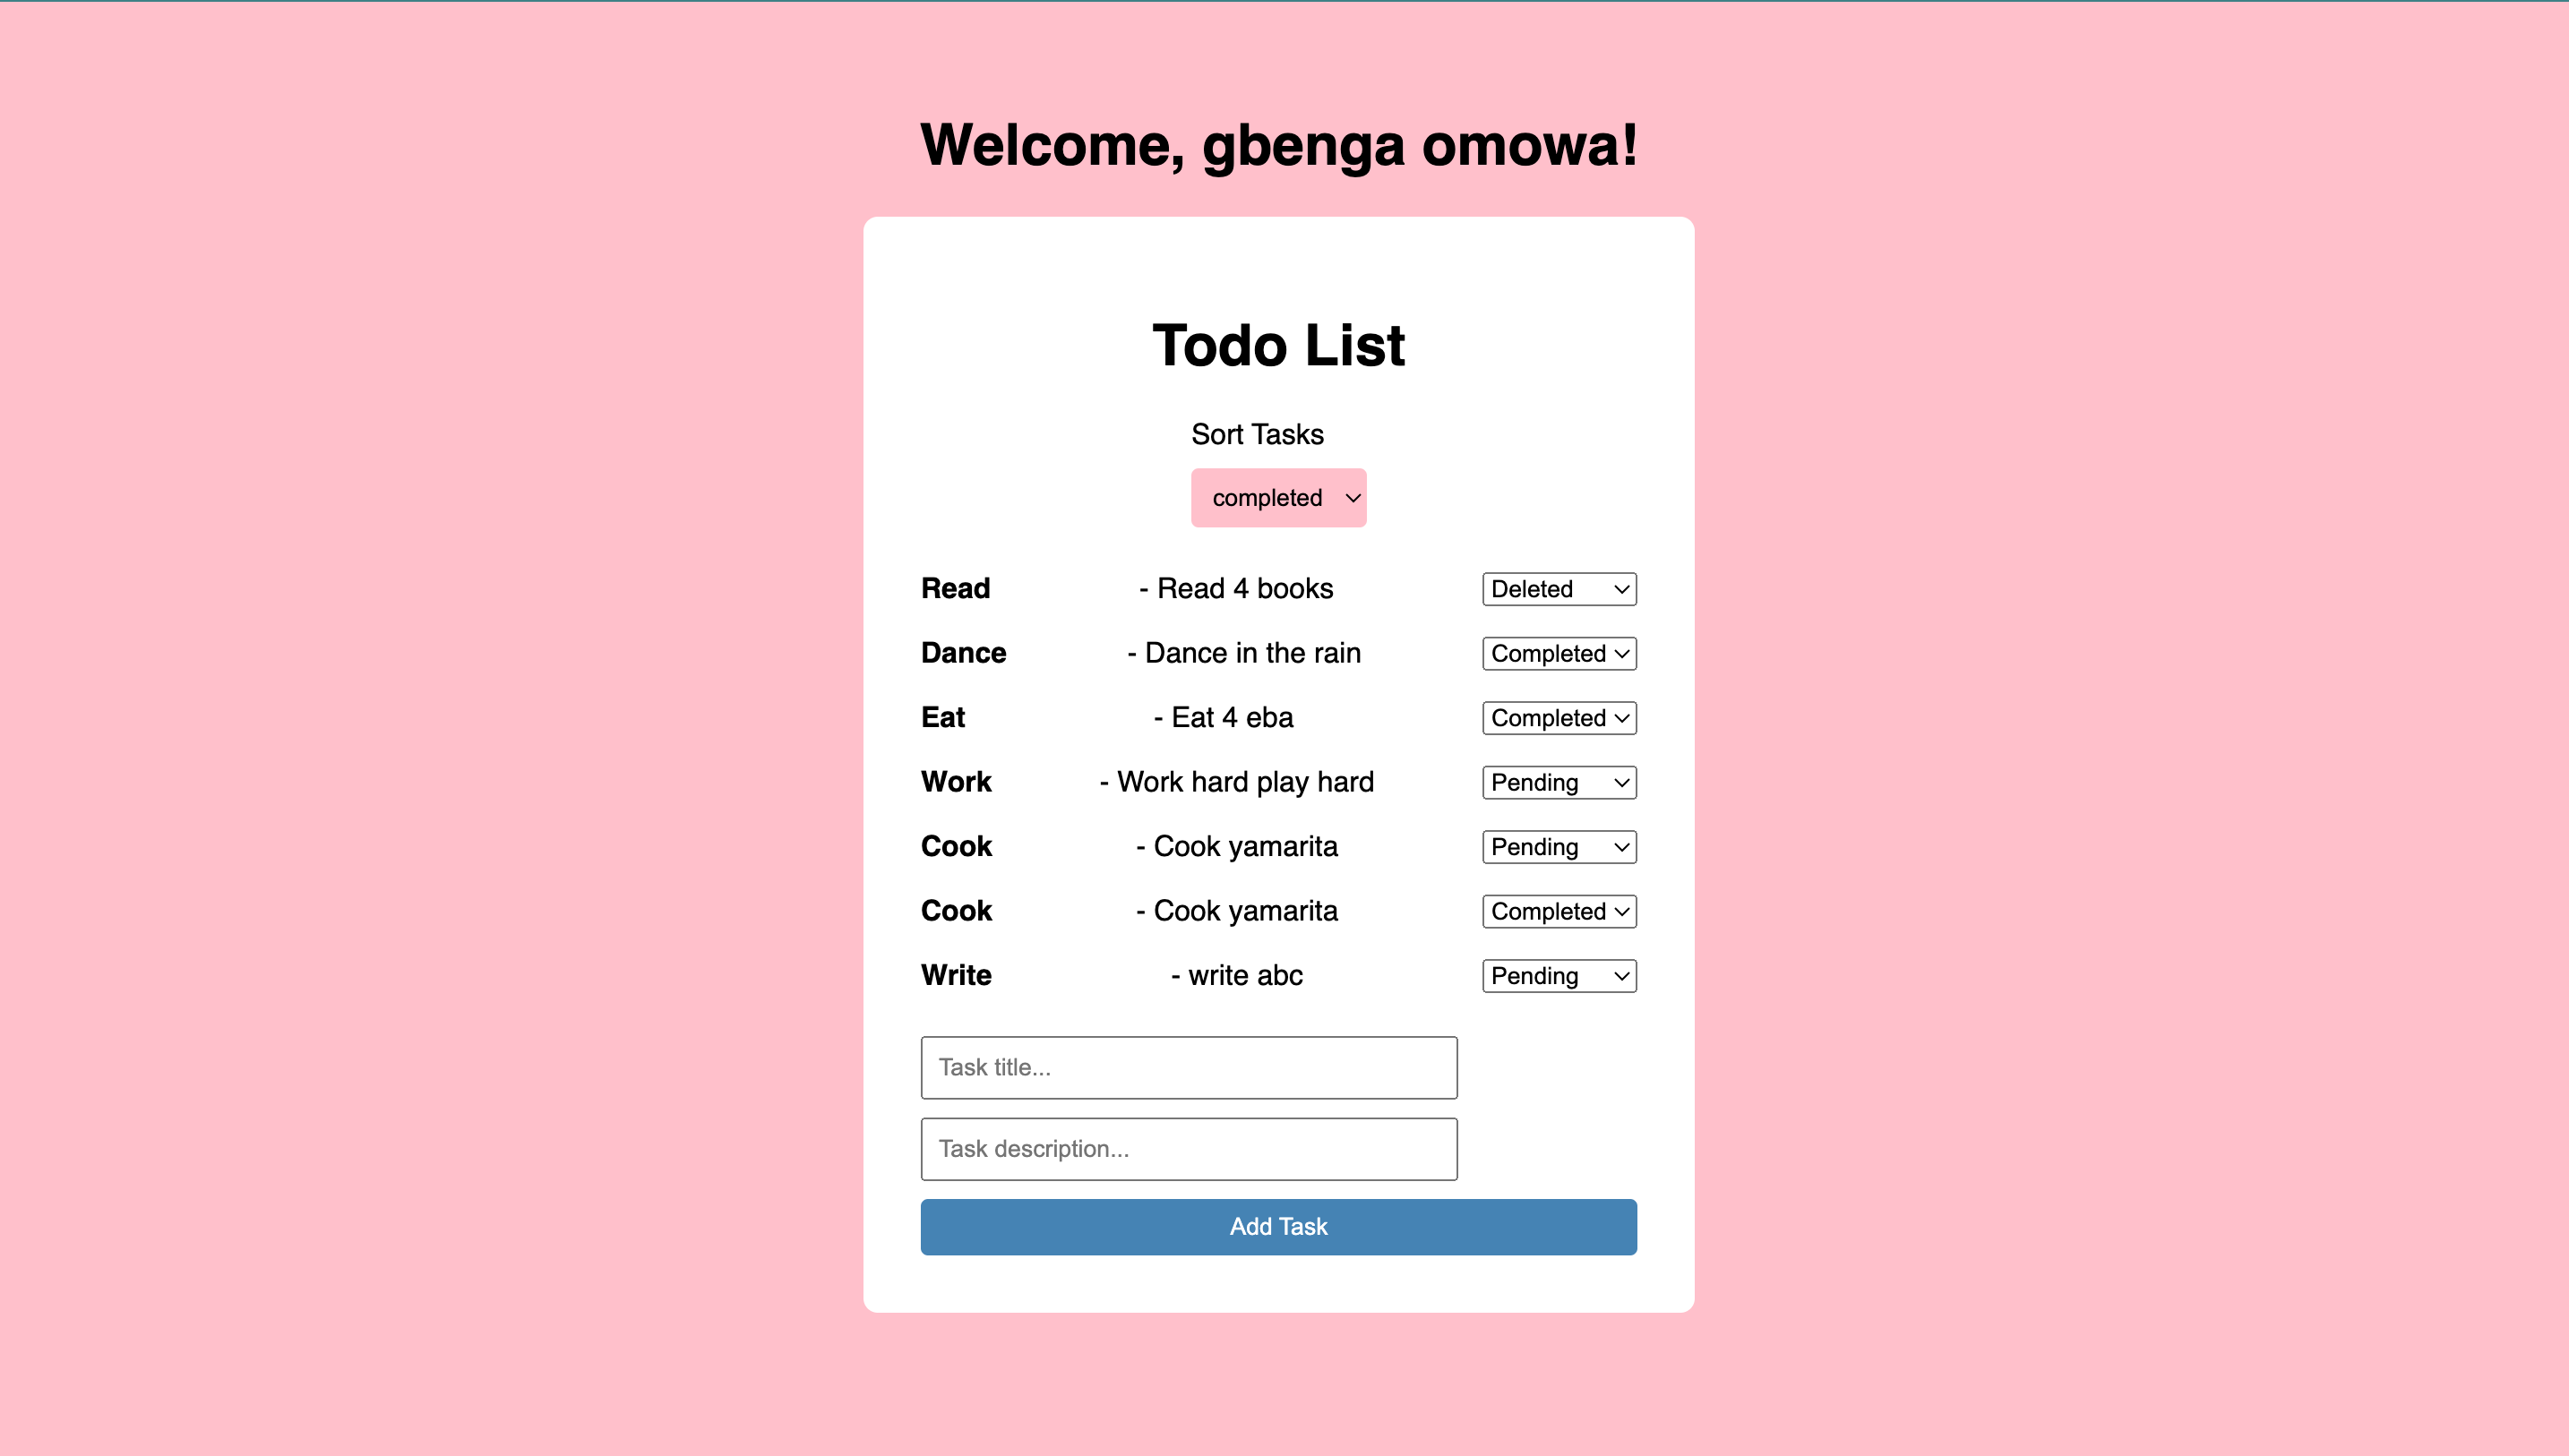 Welcome, gbenga omowa!
Todo List
Sort Tasks
completed
Read - Read 4 books Deleted
Dance - Dance in the rain Completed
Eat - Eat 4 eba Completed
Work - Work hard play hard Pending
Cook - Cook yamarita Pending
Cook - Cook yamarita Completed
Write - write abc Pending
Task title...
Task description...
Add Task